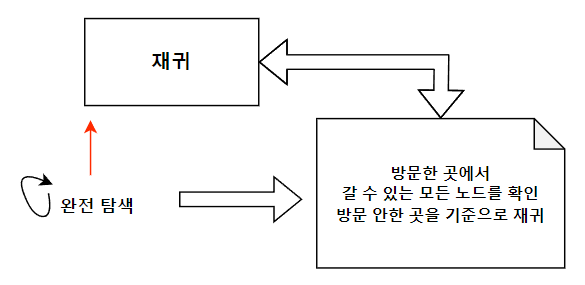 재귀
방문한 곳에서
갈 수 있는 모든 노드를 확인
방문 안한 곳을 기준으로 재귀
완전 탐색